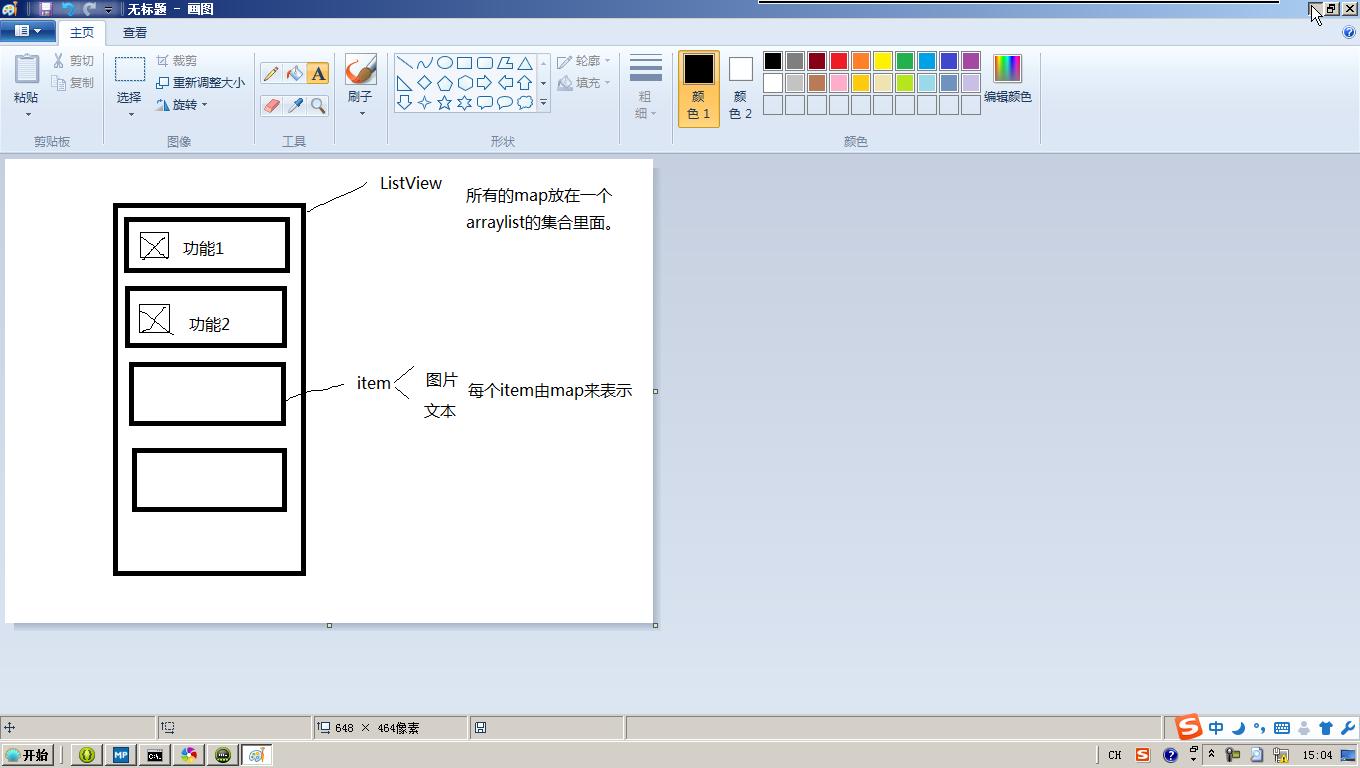 无标题 - 画图
主页
查看
粘贴
剪切
复制
剪贴板
选择
裁剪
重新调整大小
旋转
图像
A
工具
刷子
轮廓
填充
形状
粗
细
颜
色 1
颜
色 2
编辑颜色
颜色
ListView
所有的map放在一个
arraylist的集合里面。
功能1
功能2
item
图片
文本
每个item由map来表示
648 × 464像素
S
中
开始
MP
C:\
CH
S
15:04